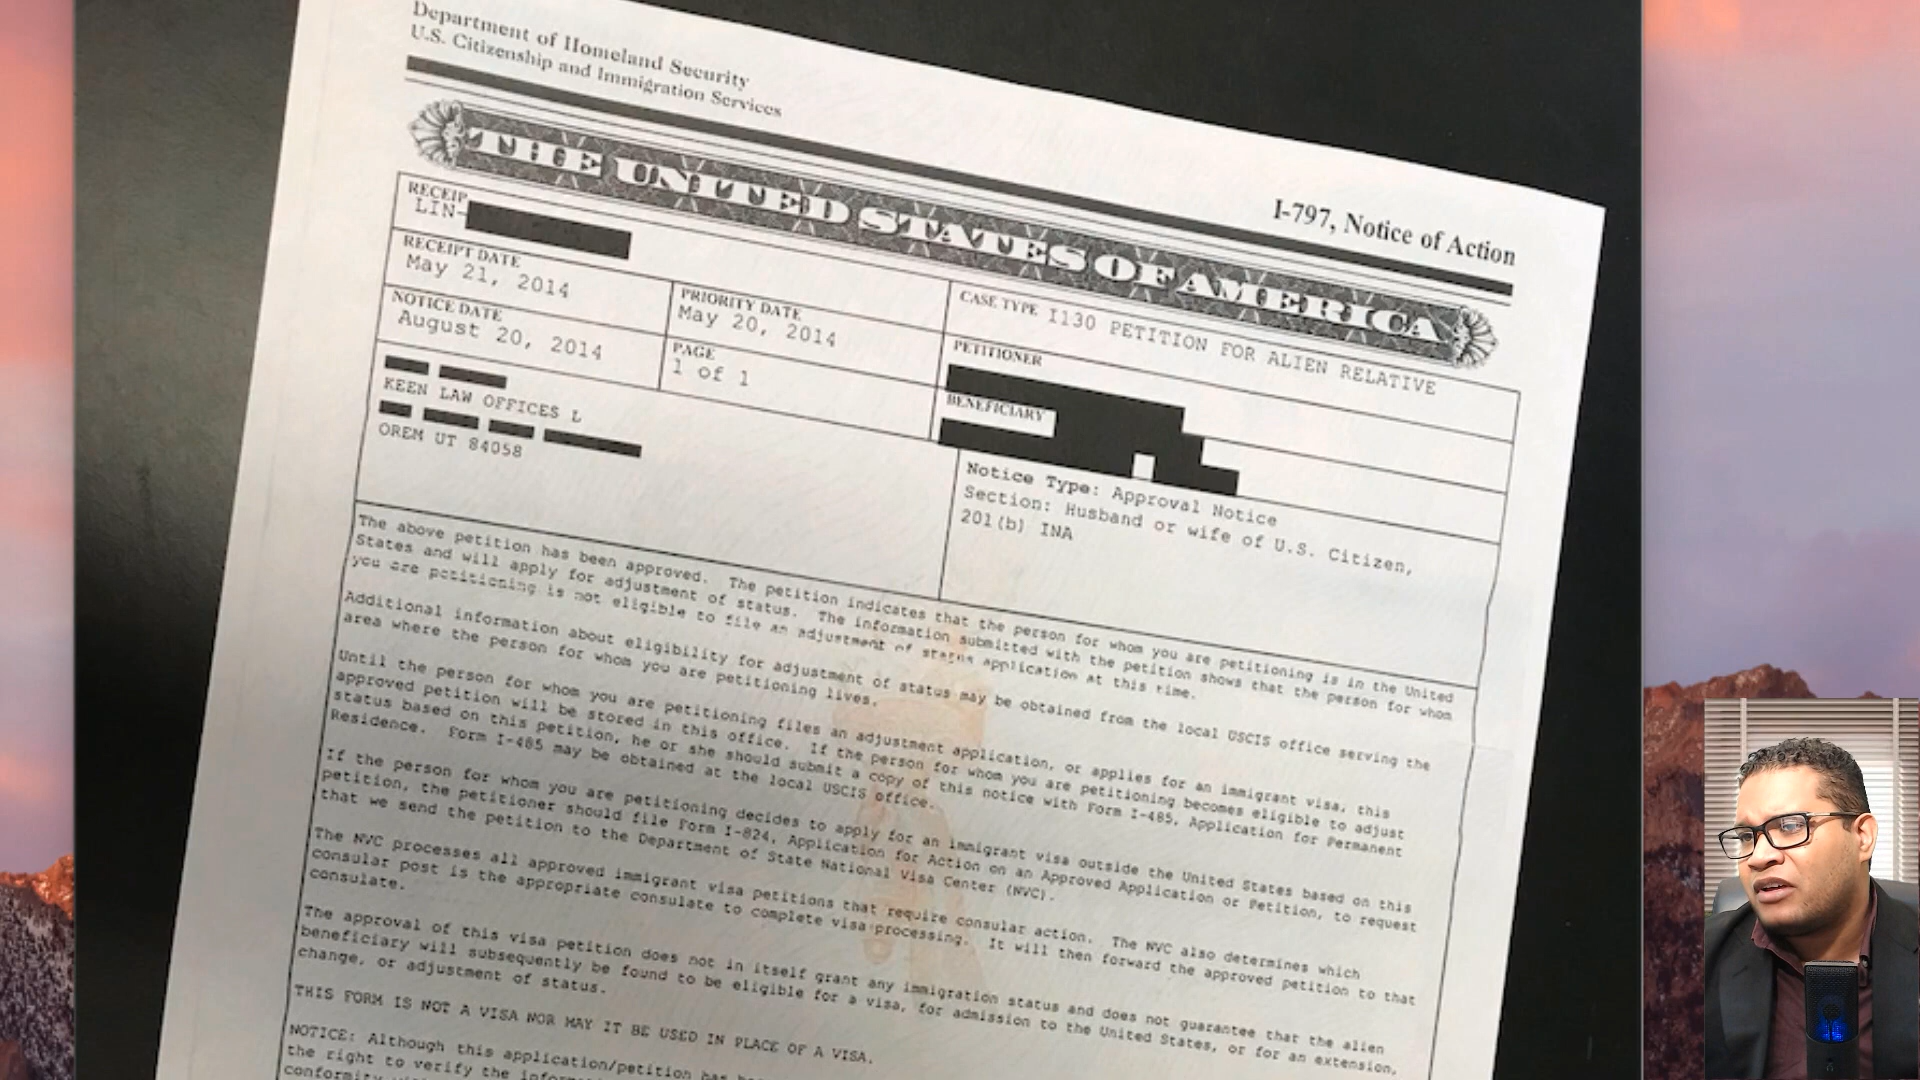 Department of Homeland Security
U.S. Citizenship and Immigration Services
I-797, Notice of Action
THE UNITED STATES OF AMERICA
RECEIP
LIN-
CASE TYPE I130 PETITION FOR ALIEN RELATIVE
RECEIPT DATE
May 21, 2014
PRIORITY DATE
May 20, 2014
PETITIONER
NOTICE DATE
August 20, 2014
PAGE
1 of 1
BENEFICIARY
KEEN LAW OFFICES L
OREM UT 84058
Notice Type: Approval Notice
Section: Husband or wife of U.S. Citizen,
201(b) INA
The above petition has been approved. The petition indicates that the person for whom you are petitioning is in the United
States and will apply for adjustment of status. The information submitted with the petition shows that the person for whom
you are petitioning is not eligible to file an adjustment of status application at this time.
Additional information about eligibility for adjustment of status may be obtained from the local USCIS office serving the
area where the person for whom you are petitioning lives.
Until the person for whom you are petitioning files an adjustment application, or applies for an immigrant visa, this
approved petition will be stored in this office. If the person for whom you are petitioning becomes eligible to adjust
status based on this petition, he or she should submit a copy of this notice with Form I-485, Application for Permanent
Residence. Form I-485 may be obtained at the local USCIS office.
If the person for whom you are petitioning decides to apply for an immigrant visa outside the United States based on this
petition, the petitioner should file Form I-824, Application for Action on an Approved Application or Petition, to request
that we send the petition to the Department of State National Visa Center (NVC).
The NVC processes all approved immigrant visa petitions that require consular action. The NVC also determines which
consular post is the appropriate consulate to complete visa processing. It will then forward the approved petition to that
consulate.
The approval of this visa petition does not in itself grant any immigration status and does not guarantee that the alien
beneficiary will subsequently be found to be eligible for a visa, for admission to the United States, or for an extension,
change, or adjustment of status.
THIS FORM IS NOT A VISA NOR MAY IT BE USED IN PLACE OF A VISA.
NOTICE: Although this application/petition has
the right to verify the